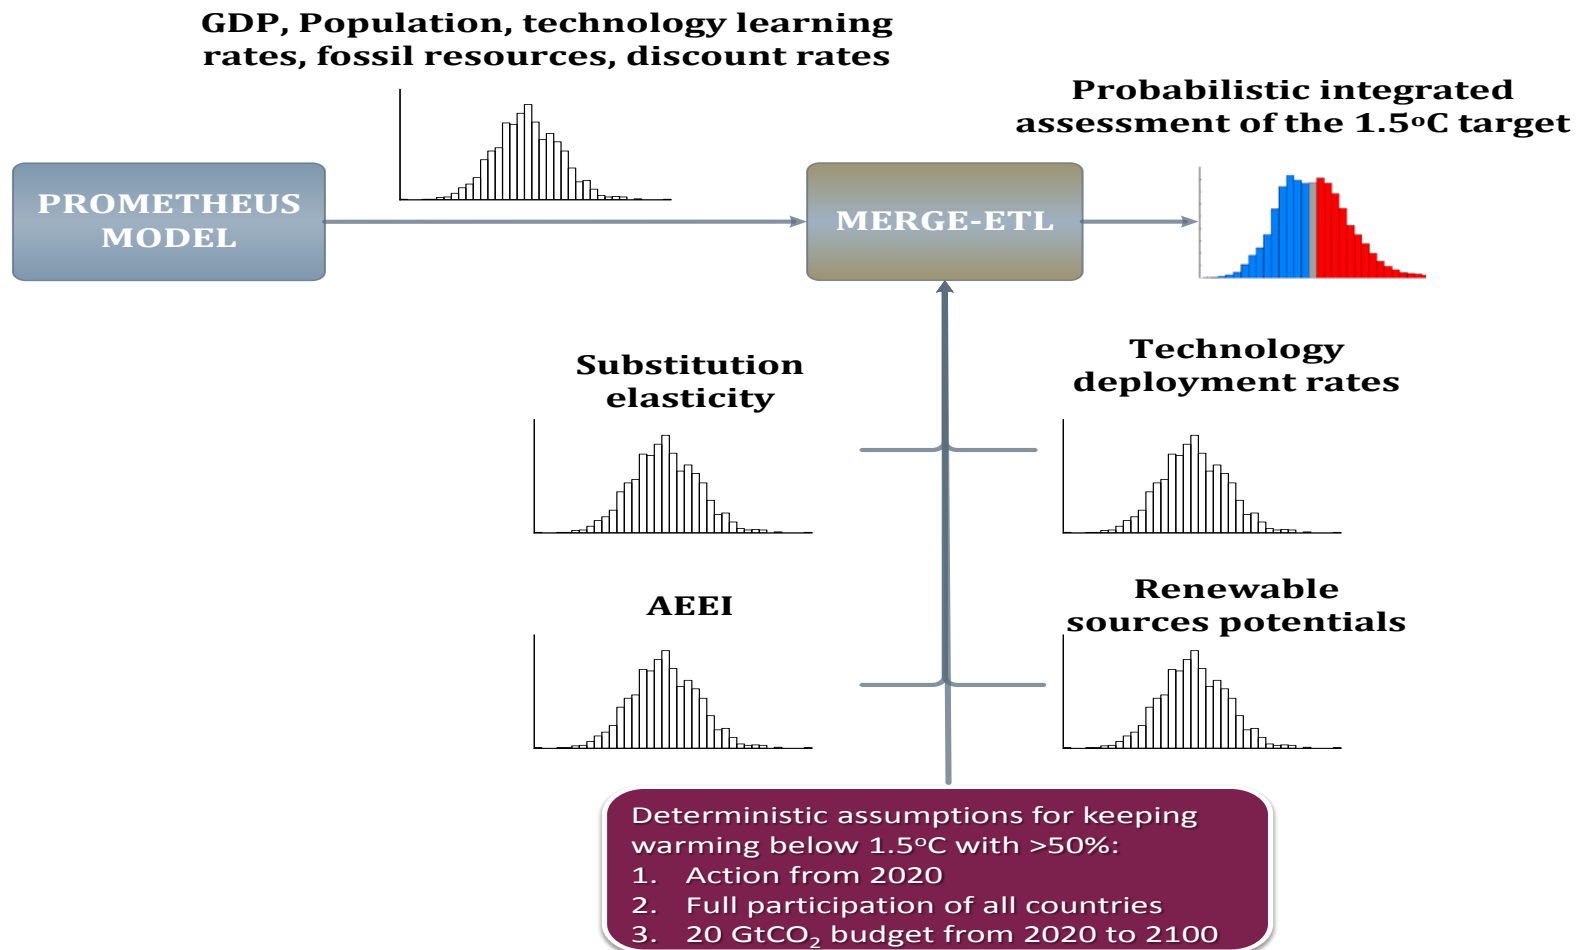 GDP, Population, technology learning
rates, fossil resources, discount rates
Probabilistic integrated
assessment of the 1.5°C target
PROMETHEUS
MODEL
MERGE-ETL
Substitution
elasticity
Technology
deployment rates
AEEI
Renewable
sources potentials
Deterministic assumptions for keeping
warming below 1.5°C with >50%:
1. Action from 2020
2. Full participation of all countries
3. 20 GtCO₂ budget from 2020 to 2100